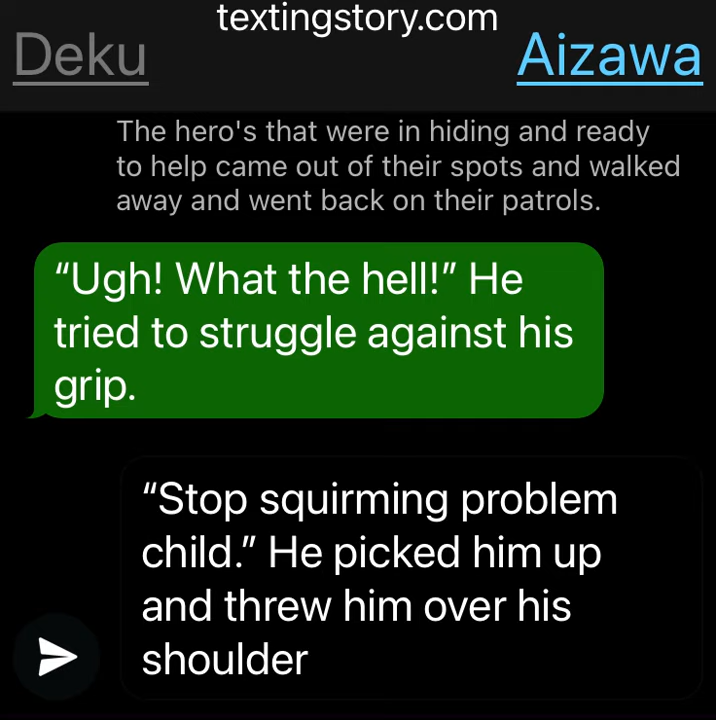 textingstory.com
Deku
Aizawa
The hero's that were in hiding and ready
to help came out of their spots and walked
away and went back on their patrols.
“Ugh! What the hell!” He
tried to struggle against his
grip.
“Stop squirming problem
child.” He picked him up
and threw him over his
shoulder